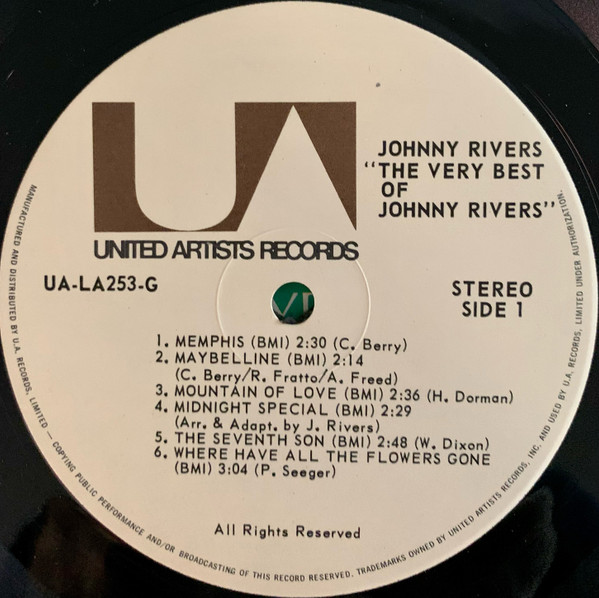 UA
UNITED ARTISTS RECORDS
JOHNNY RIVERS
"THE VERY BEST
OF
JOHNNY RIVERS"
UA-LA253-G
STEREO
SIDE 1
1. MEMPHIS (BMI) 2:30 (C. Berry)
2. MAYBELLINE (BMI) 2:14
(C. Berry/R. Fratto/A. Freed)
3. MOUNTAIN OF LOVE (BMI) 2:36 (H. Dorman)
4. MIDNIGHT SPECIAL (BMI) 2:29
(Arr. & Adapt. by J. Rivers)
5. THE SEVENTH SON (BMI) 2:48 (W. Dixon)
6. WHERE HAVE ALL THE FLOWERS GONE
(BMI) 3:04 (P. Seeger)
All Rights Reserved
MANUFACTURED AND DISTRIBUTED BY U.A. RECORDS, LIMITED — COPYING PUBLIC PERFORMANCE AND/OR BROADCASTING OF THIS RECORD RESERVED. TRADEMARKS OWNED BY UNITED ARTISTS RECORDS, INC. AND USED BY U.A. RECORDS, LIMITED UNDER AUTHORIZATION.